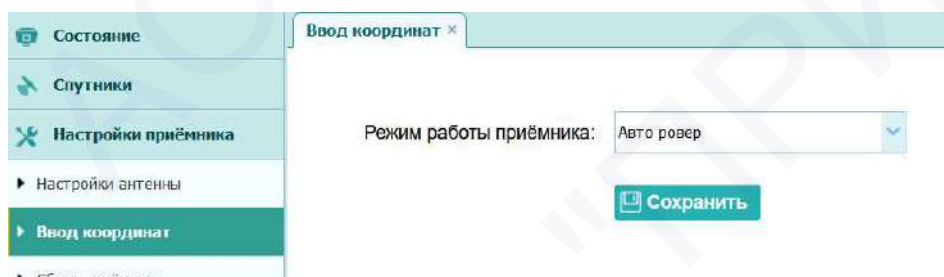 Состояние
Спутники
Настройки приёмника
Настройки антенны
Ввод координат
Ввод координат ×
Режим работы приёмника: Авто ровер
Сохранить